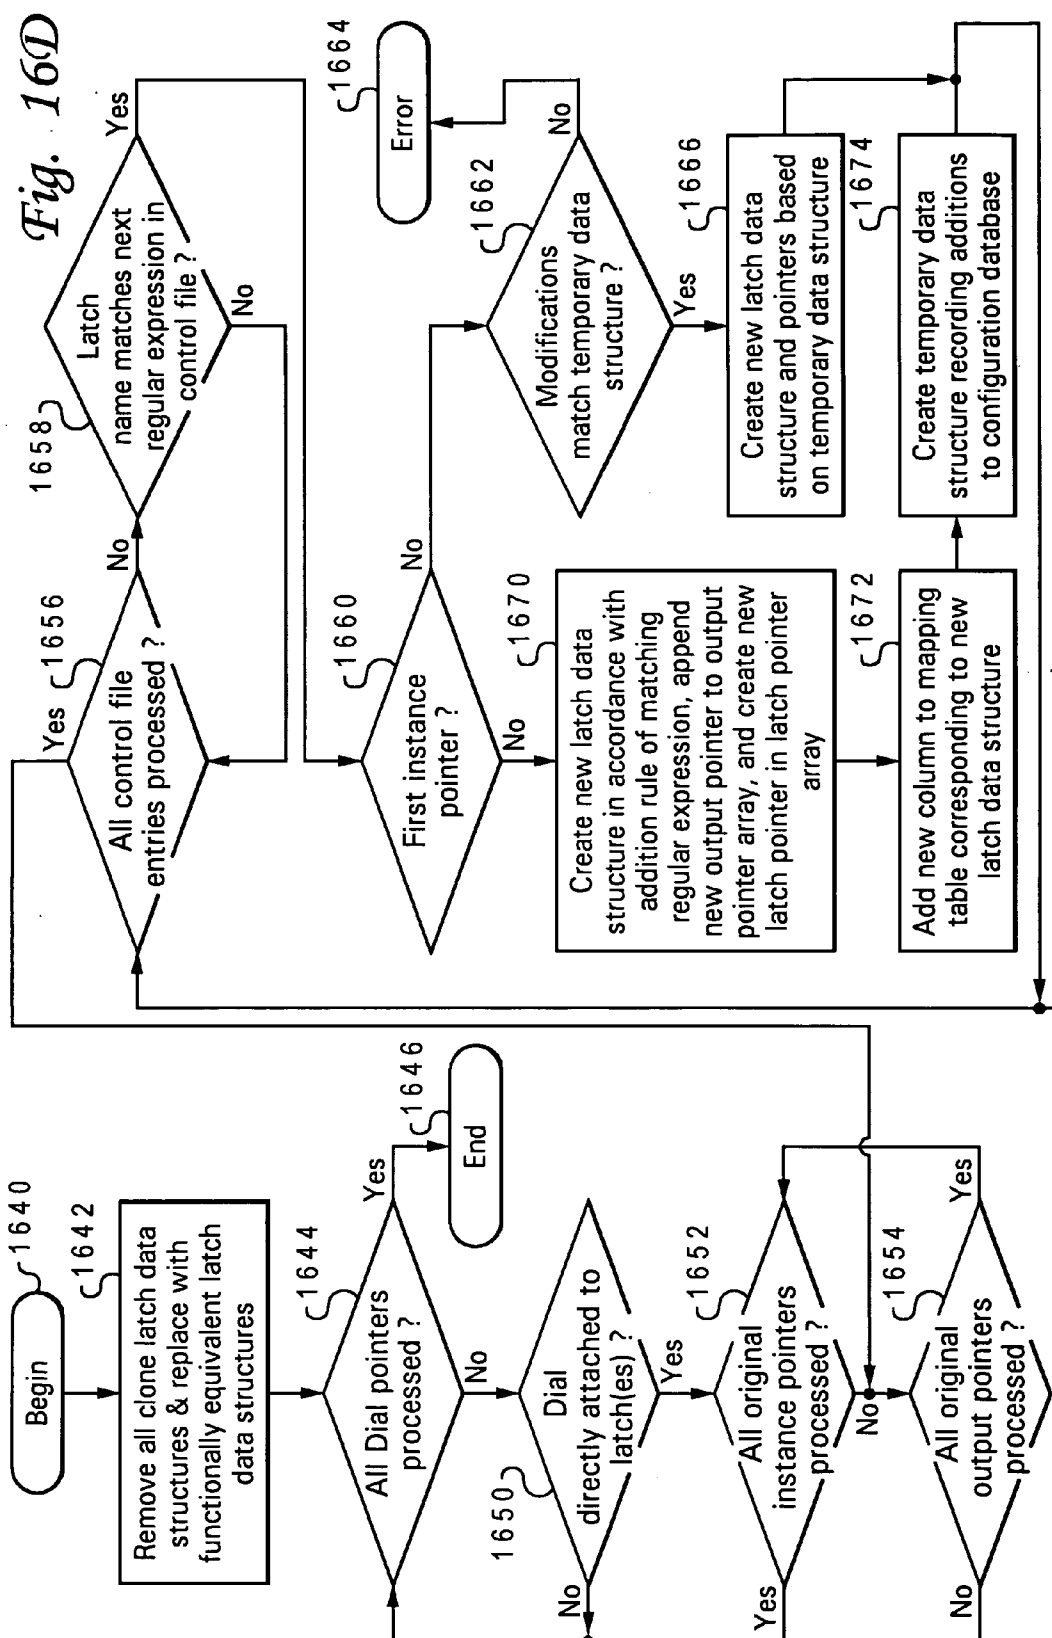 Fig. 16D
Begin
1640
Remove all clone latch data
structures & replace with
functionally equivalent latch
data structures
1642
All Dial pointers
processed ?
1644
Yes
No
End
1646
Dial
directly attached to
latch(es) ?
1650
No
Yes
All original
instance pointers
processed ?
1652
Yes
No
All original
output pointers
processed ?
1654
Yes
No
All control file
entries processed ?
1656
Yes
No
Latch
name matches next
regular expression in
control file ?
1658
Yes
No
First instance
pointer ?
1660
No
No
Modifications
match temporary data
structure ?
1662
No
Yes
Error
1664
Create new latch data
structure and pointers based
on temporary data structure
1666
Create new latch data
structure in accordance with
addition rule of matching
regular expression, append
new output pointer to output
pointer array, and create new
latch pointer in latch pointer
array
1670
Add new column to mapping
table corresponding to new
latch data structure
1672
Create temporary data
structure recording additions
to configuration database
1674